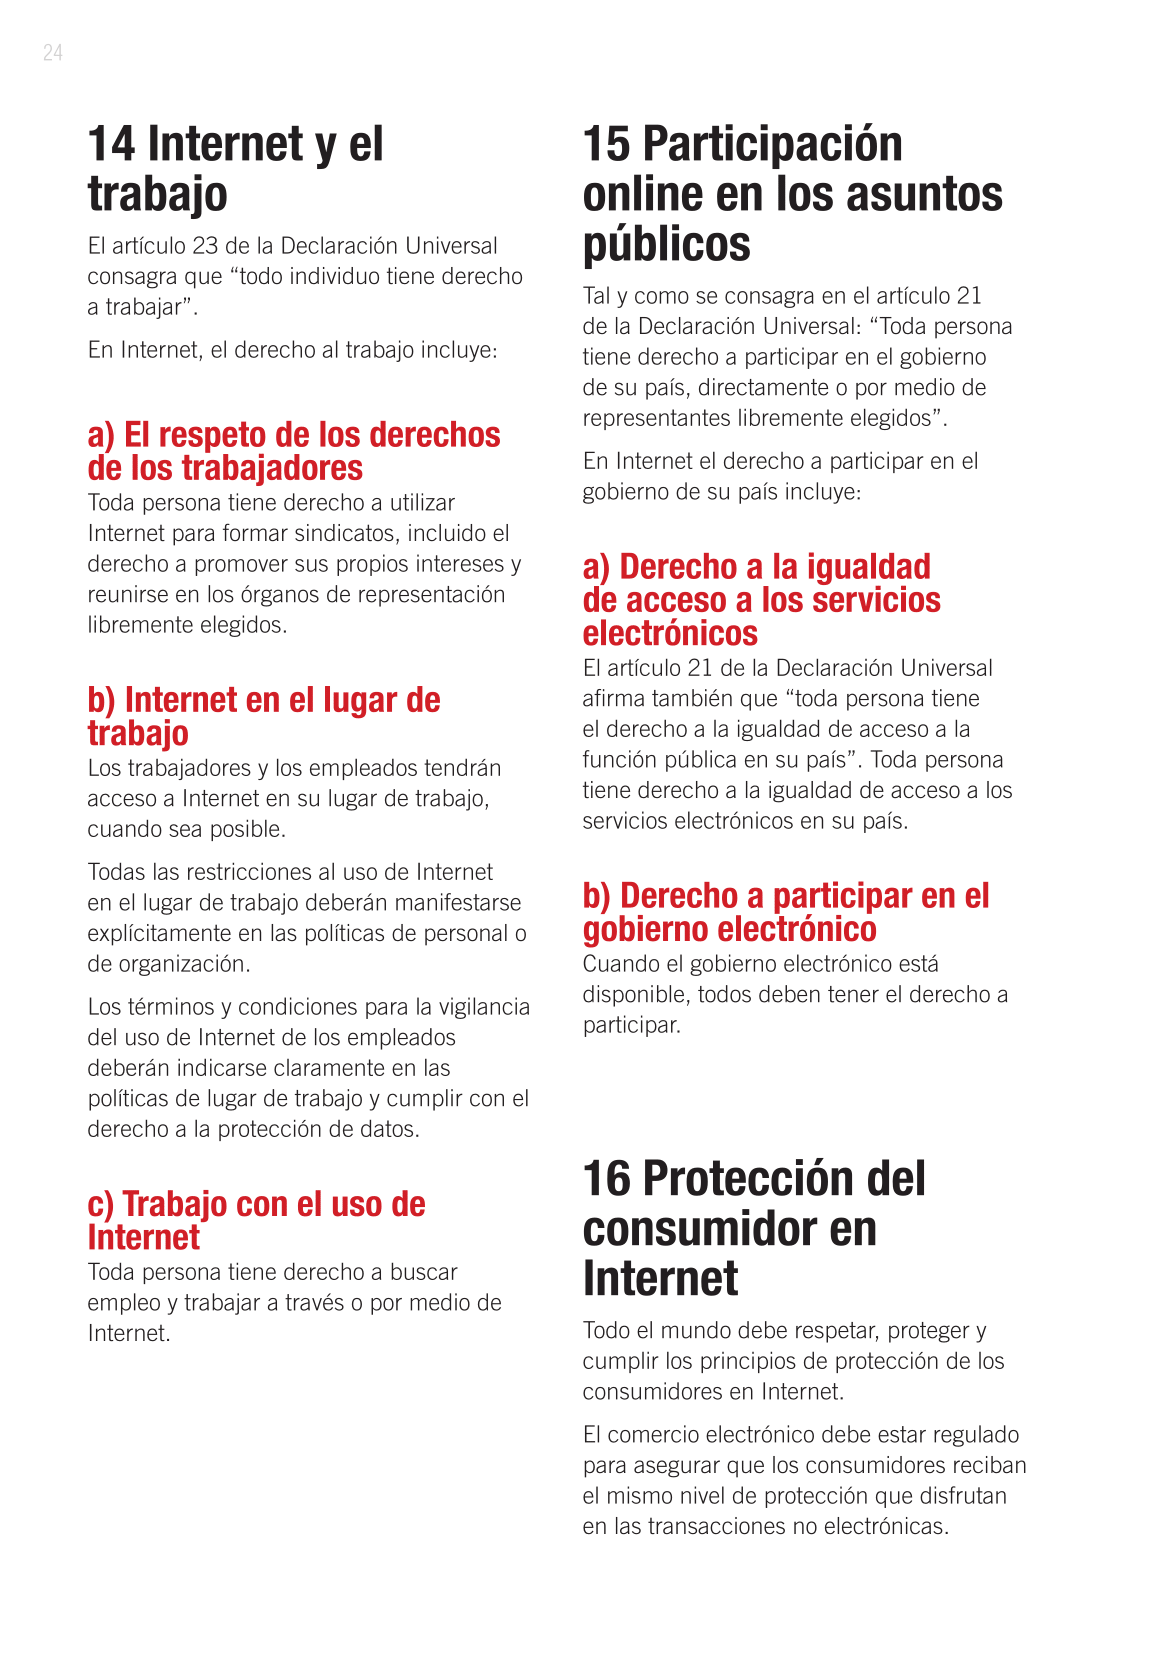 24
14 Internet y el
trabajo
El artículo 23 de la Declaración Universal
consagra que “todo individuo tiene derecho
a trabajar”.
En Internet, el derecho al trabajo incluye:
a) El respeto de los derechos
de los trabajadores
Toda persona tiene derecho a utilizar
Internet para formar sindicatos, incluido el
derecho a promover sus propios intereses y
reunirse en los órganos de representación
libremente elegidos.
b) Internet en el lugar de
trabajo
Los trabajadores y los empleados tendrán
acceso a Internet en su lugar de trabajo,
cuando sea posible.
Todas las restricciones al uso de Internet
en el lugar de trabajo deberán manifestarse
explícitamente en las políticas de personal o
de organización.
Los términos y condiciones para la vigilancia
del uso de Internet de los empleados
deberán indicarse claramente en las
políticas de lugar de trabajo y cumplir con el
derecho a la protección de datos.
c) Trabajo con el uso de
Internet
Toda persona tiene derecho a buscar
empleo y trabajar a través o por medio de
Internet.
15 Participación
online en los asuntos
públicos
Tal y como se consagra en el artículo 21
de la Declaración Universal: “Toda persona
tiene derecho a participar en el gobierno
de su país, directamente o por medio de
representantes libremente elegidos”.
En Internet el derecho a participar en el
gobierno de su país incluye:
a) Derecho a la igualdad
de acceso a los servicios
electrónicos
El artículo 21 de la Declaración Universal
afirma también que “toda persona tiene
el derecho a la igualdad de acceso a la
función pública en su país”. Toda persona
tiene derecho a la igualdad de acceso a los
servicios electrónicos en su país.
b) Derecho a participar en el
gobierno electrónico
Cuando el gobierno electrónico está
disponible, todos deben tener el derecho a
participar.
16 Protección del
consumidor en
Internet
Todo el mundo debe respetar, proteger y
cumplir los principios de protección de los
consumidores en Internet.
El comercio electrónico debe estar regulado
para asegurar que los consumidores reciban
el mismo nivel de protección que disfrutan
en las transacciones no electrónicas.